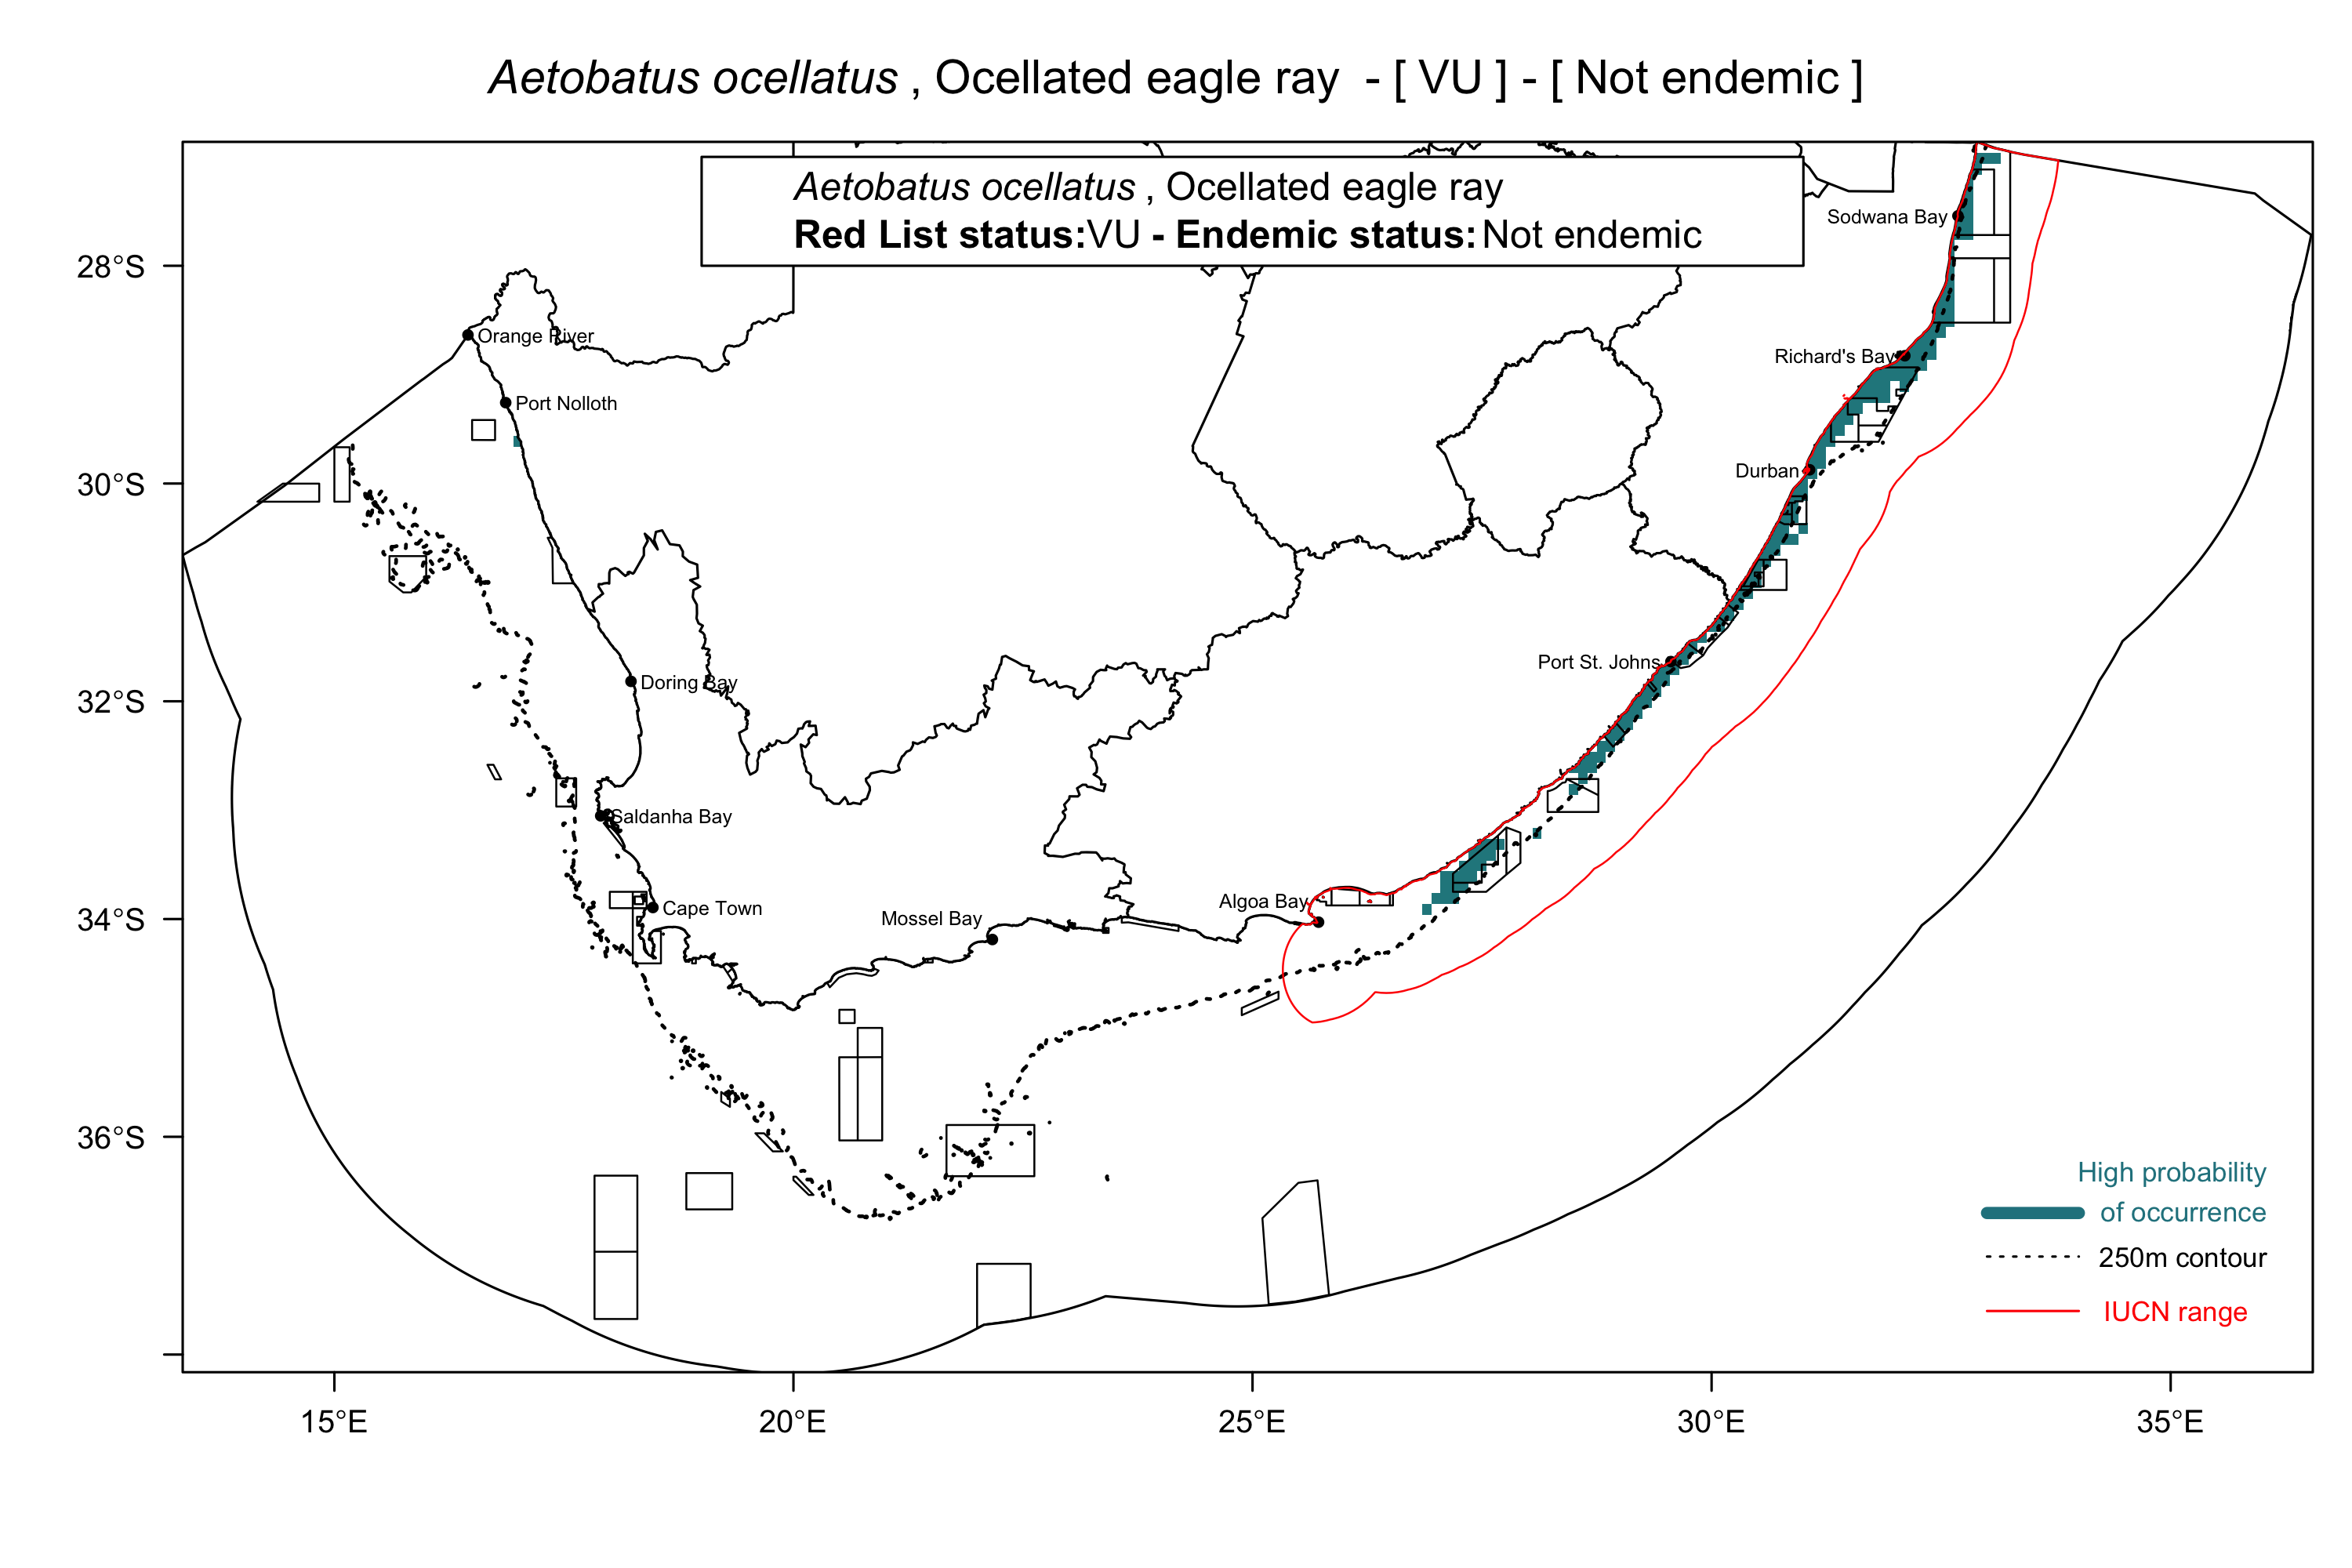 Aetobatus ocellatus , Ocellated eagle ray - [ VU ] - [ Not endemic ]
Aetobatus ocellatus , Ocellated eagle ray
Red List status:VU - Endemic status: Not endemic
Sodwana Bay
28°S
Orange River
Richard's Bay
Port Nolloth
Durban
30°S
Port St. Johns
Doring Bay
32°S
Saldanha Bay
Algoa Bay
Cape Town
Mossel Bay
34°S
36°S
High probability
of occurrence
250m contour
IUCN range
15°E
20°E
25°E
30°E
35°E